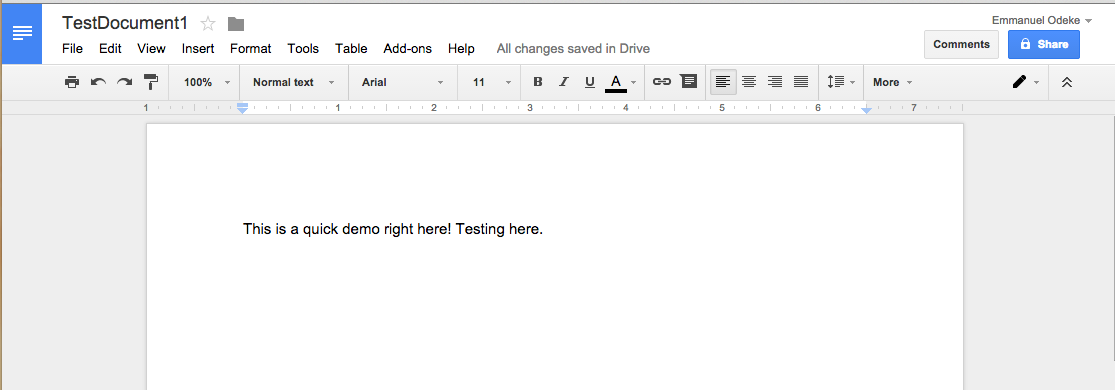 TestDocument1
Emmanuel Odeke
File Edit View Insert Format Tools Table Add-ons Help All changes saved in Drive
Comments Share
100% Normal text Arial 11 B I U A More
1 1 2 3 4 5 6 7
This is a quick demo right here! Testing here.